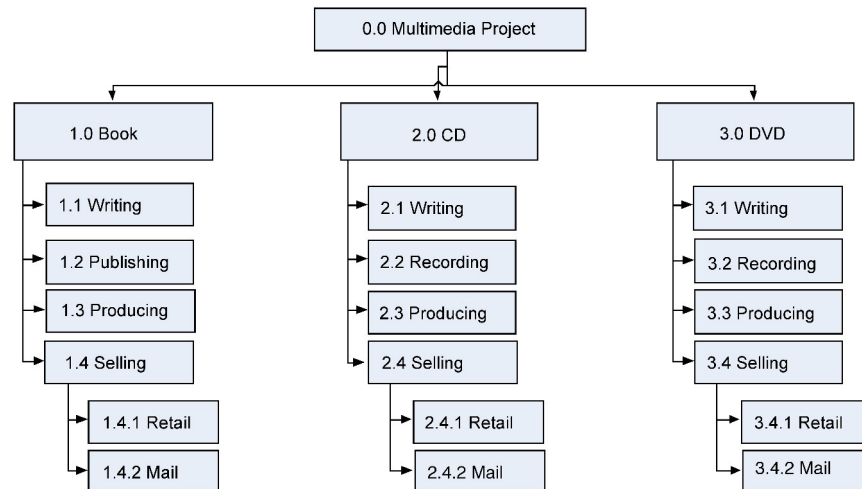 0.0 Multimedia Project
1.0 Book
1.1 Writing
1.2 Publishing
1.3 Producing
1.4 Selling
1.4.1 Retail
1.4.2 Mail
2.0 CD
2.1 Writing
2.2 Recording
2.3 Producing
2.4 Selling
2.4.1 Retail
2.4.2 Mail
3.0 DVD
3.1 Writing
3.2 Recording
3.3 Producing
3.4 Selling
3.4.1 Retail
3.4.2 Mail